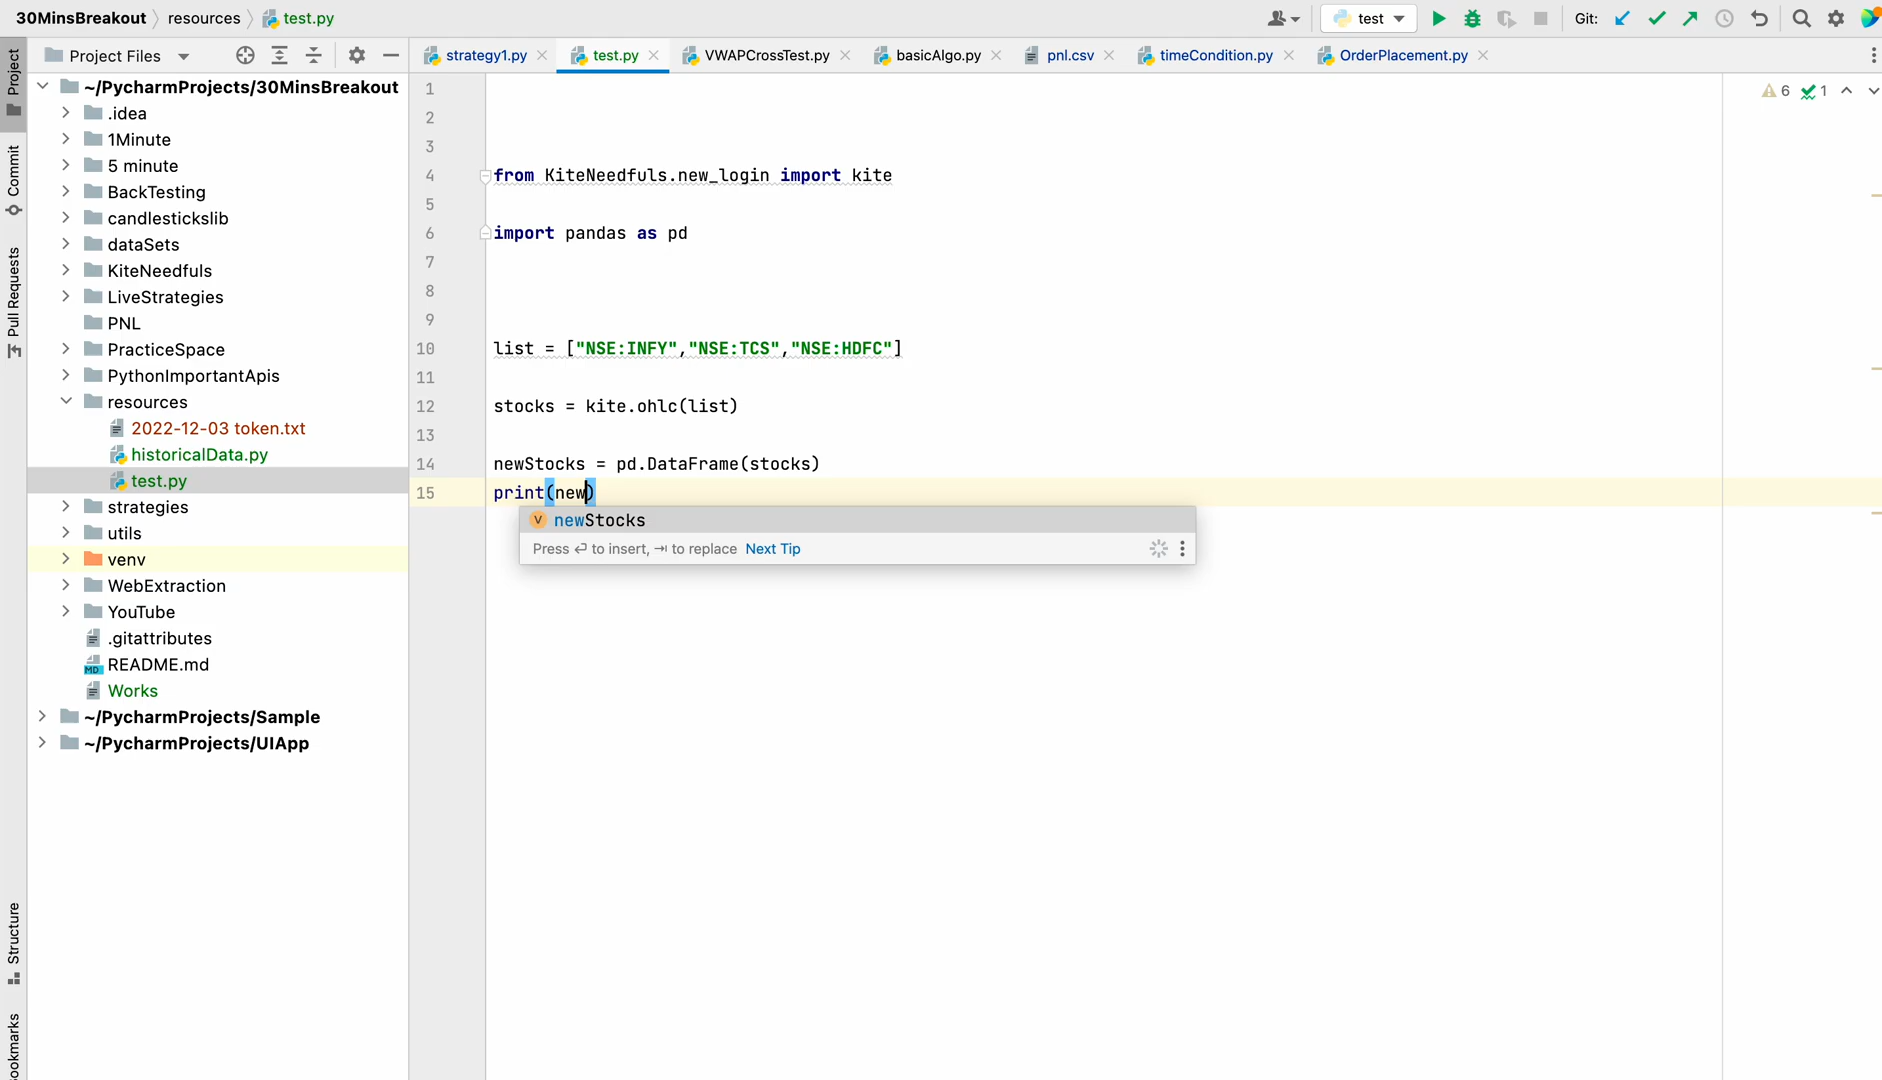 30MinsBreakout resources test.py
test Git:
Project Files
strategy1.py test.py VWAPCrossTest.py basicAlgo.py pnl.csv timeCondition.py OrderPlacement.py
Project
Commit
Pull Requests
Structure
~/PycharmProjects/30MinsBreakout
.idea
1Minute
5 minute
BackTesting
candlestickslib
dataSets
KiteNeedfuls
LiveStrategies
PNL
PracticeSpace
PythonImportantApis
resources
2022-12-03 token.txt
historicalData.py
test.py
strategies
utils
venv
WebExtraction
YouTube
.gitattributes
README.md
Works
~/PycharmProjects/Sample
~/PycharmProjects/UIApp
6 1
1
2
3
4 from KiteNeedfuls.new_login import kite
5
6 import pandas as pd
7
8
9
10 list = ["NSE:INFY","NSE:TCS","NSE:HDFC"]
11
12 stocks = kite.ohlc(list)
13
14 newStocks = pd.DataFrame(stocks)
15 print(new)
V newStocks
Press ⏎ to insert, ⇥ to replace Next Tip